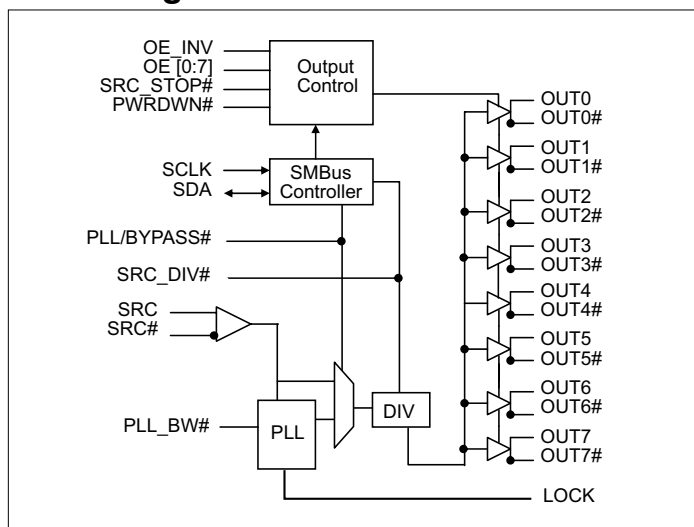 OE_INV
OE [0:7]
SRC_STOP#
PWRDWN#
Output
Control
SCLK
SDA
SMBus
Controller
PLL/BYPASS#
SRC_DIV#
SRC
SRC#
PLL_BW#
PLL
DIV
OUT0
OUT0#
OUT1
OUT1#
OUT2
OUT2#
OUT3
OUT3#
OUT4
OUT4#
OUT5
OUT5#
OUT6
OUT6#
OUT7
OUT7#
LOCK